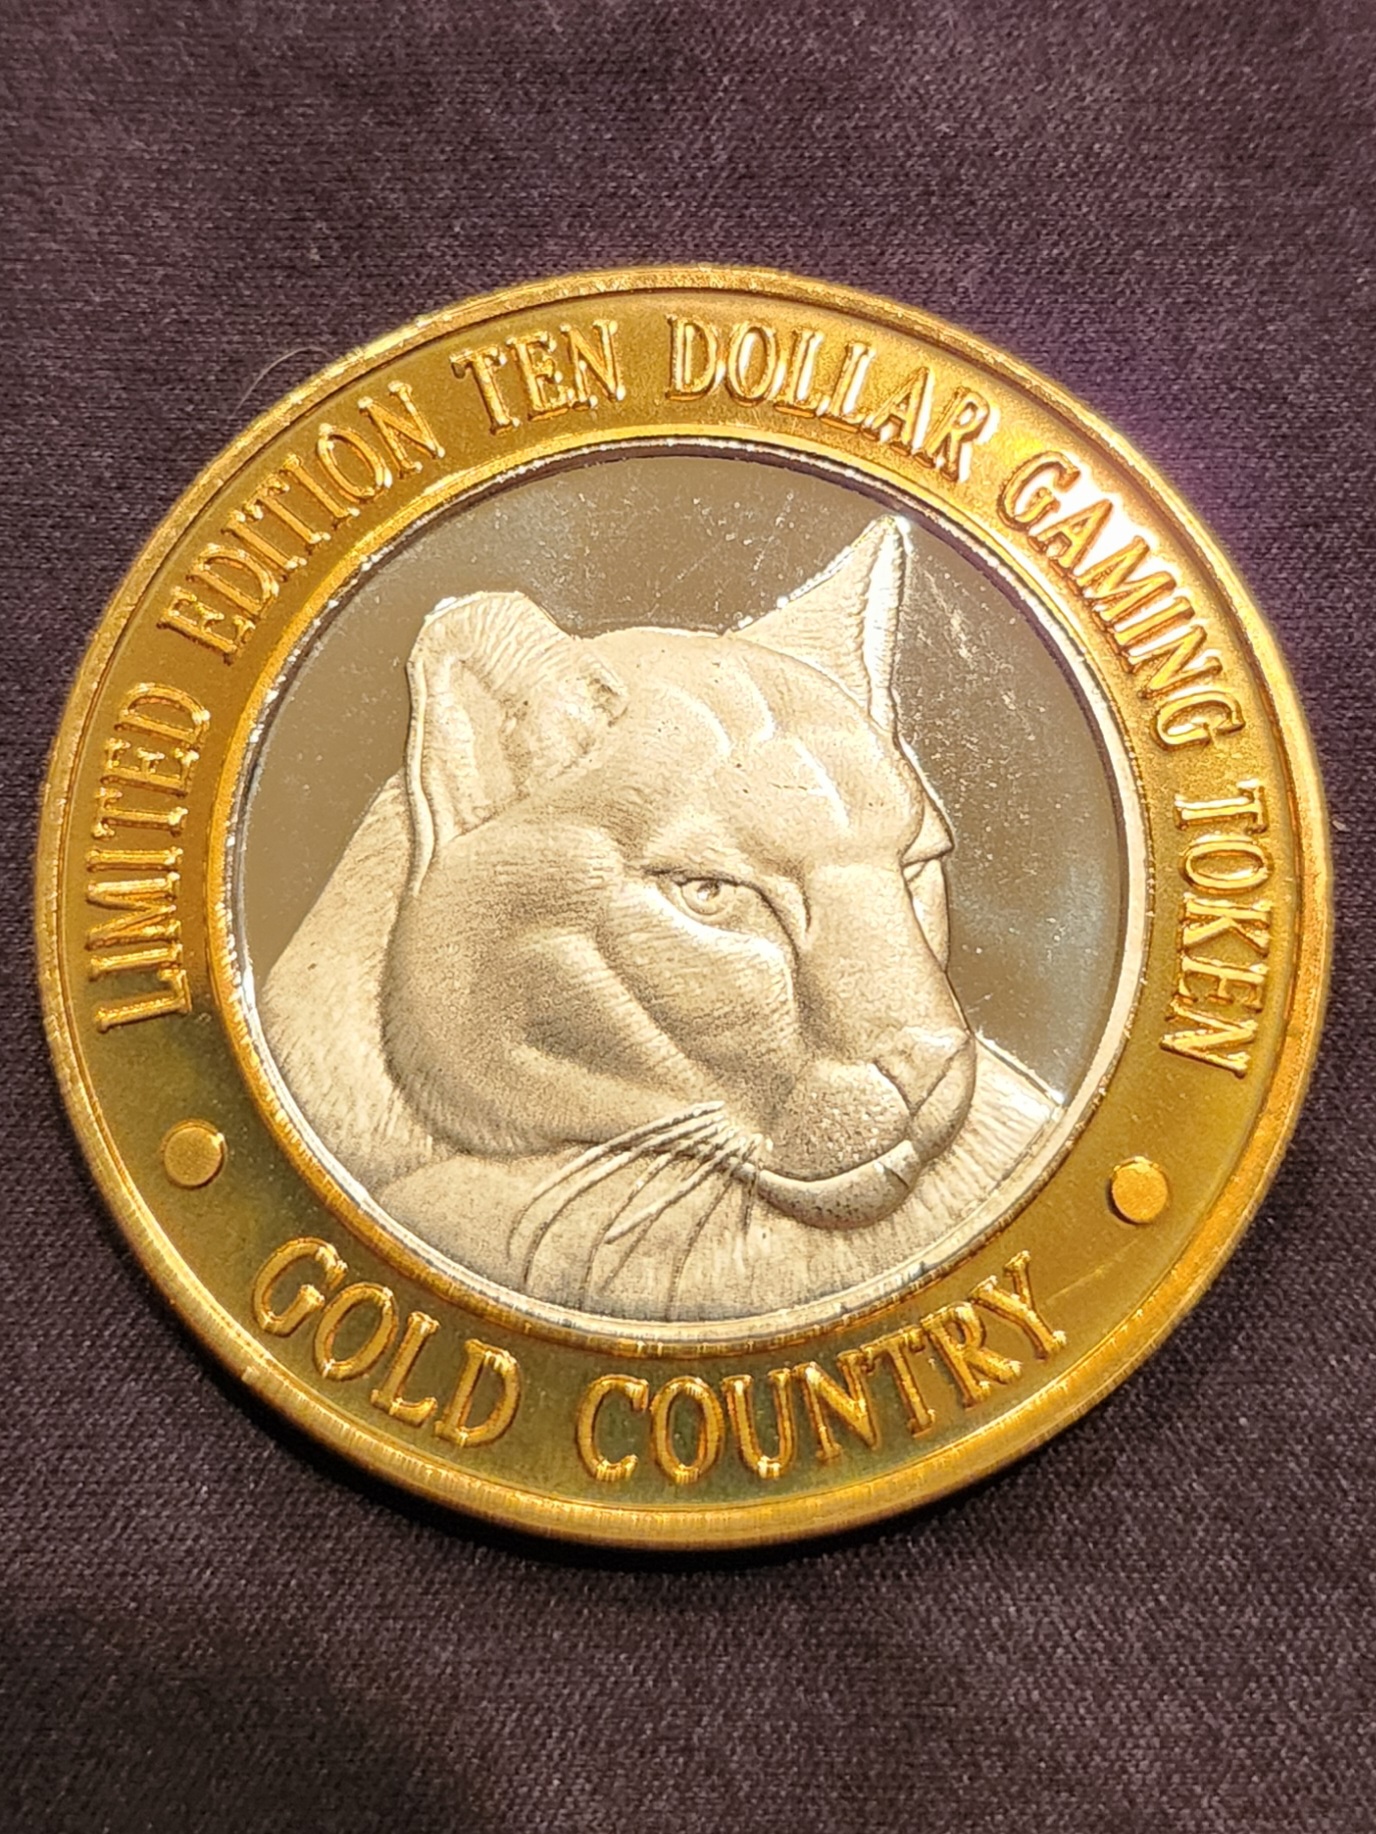 LIMITED EDITION TEN DOLLAR GAMING TOKEN
GOLD COUNTRY